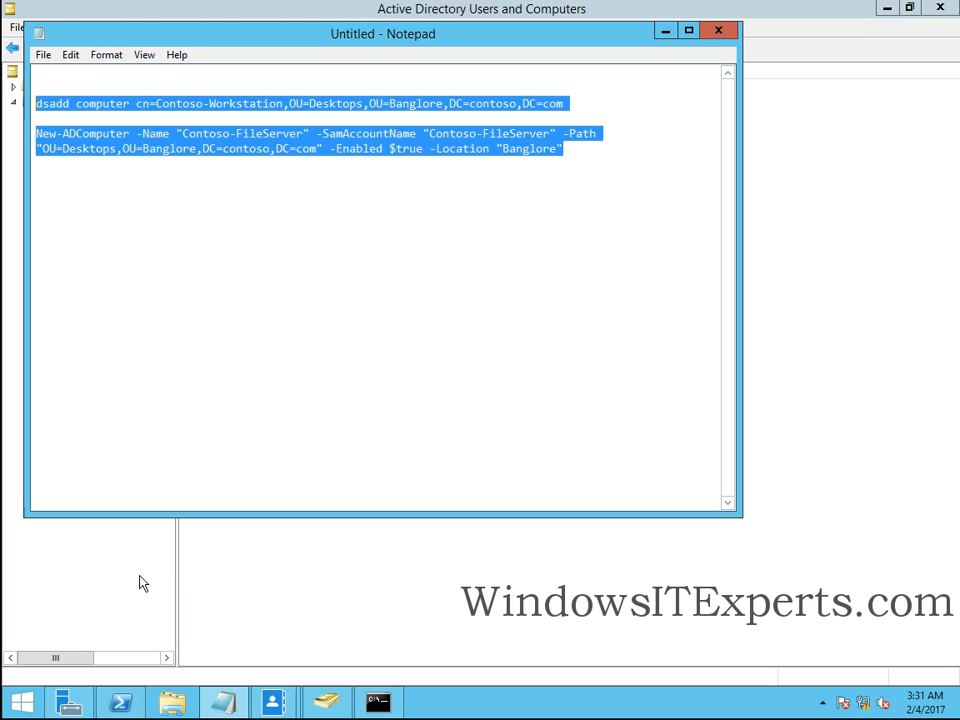 Active Directory Users and Computers
Fil
Untitled - Notepad
File Edit Format View Help
dsadd computer cn=Contoso-Workstation,OU=Desktops,OU=Banglore,DC=contoso,DC=com
New-ADComputer -Name "Contoso-FileServer" -SamAccountName "Contoso-FileServer" -Path
"OU=Desktops,OU=Banglore,DC=contoso,DC=com" -Enabled $true -Location "Banglore"
WindowsITExperts.com
3:31 AM
2/4/2017